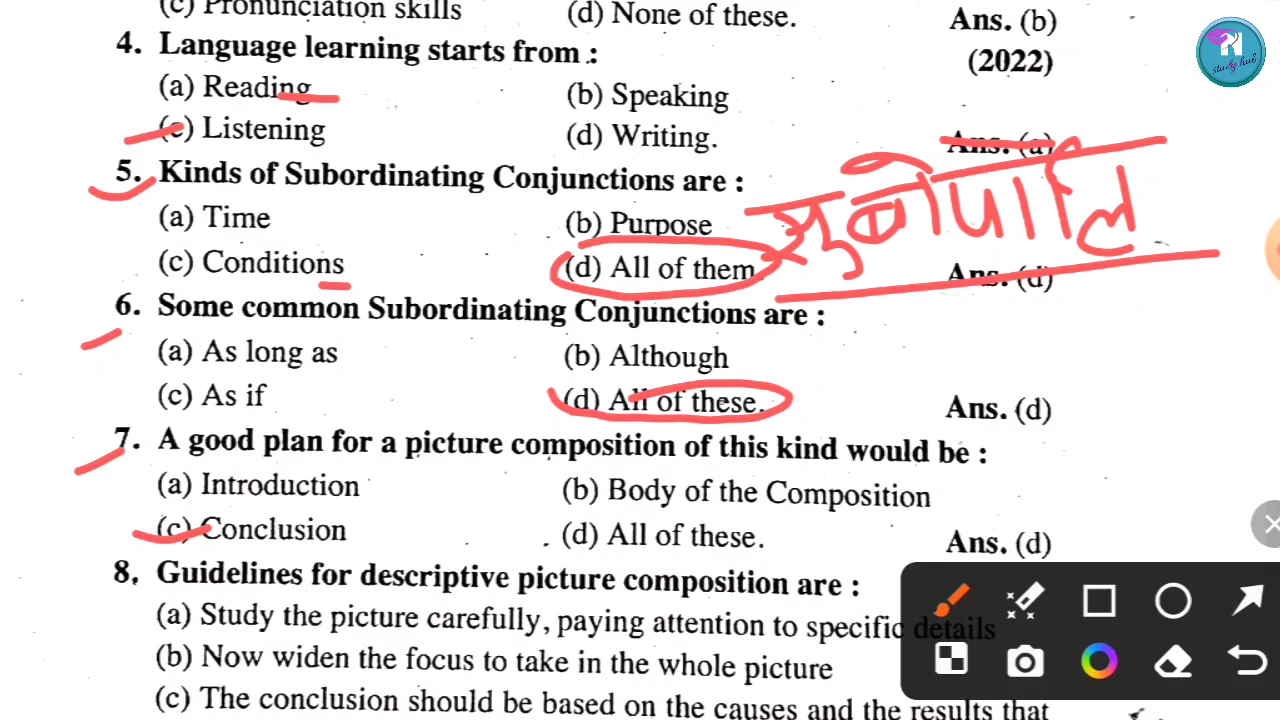 (c) Pronunciation skills (d) None of these. Ans. (b)
4. Language learning starts from : (2022)
(a) Reading (b) Speaking
(c) Listening (d) Writing. Ans. (a)
5. Kinds of Subordinating Conjunctions are :
(a) Time (b) Purpose
(c) Conditions (d) All of them Ans. (d)
6. Some common Subordinating Conjunctions are :
(a) As long as (b) Although
(c) As if (d) All of these. Ans. (d)
7. A good plan for a picture composition of this kind would be :
(a) Introduction (b) Body of the Composition
(c) Conclusion (d) All of these. Ans. (d)
8. Guidelines for descriptive picture composition are :
(a) Study the picture carefully, paying attention to specific details
(b) Now widen the focus to take in the whole picture
(c) The conclusion should be based on the causes and the results that
N
study hub